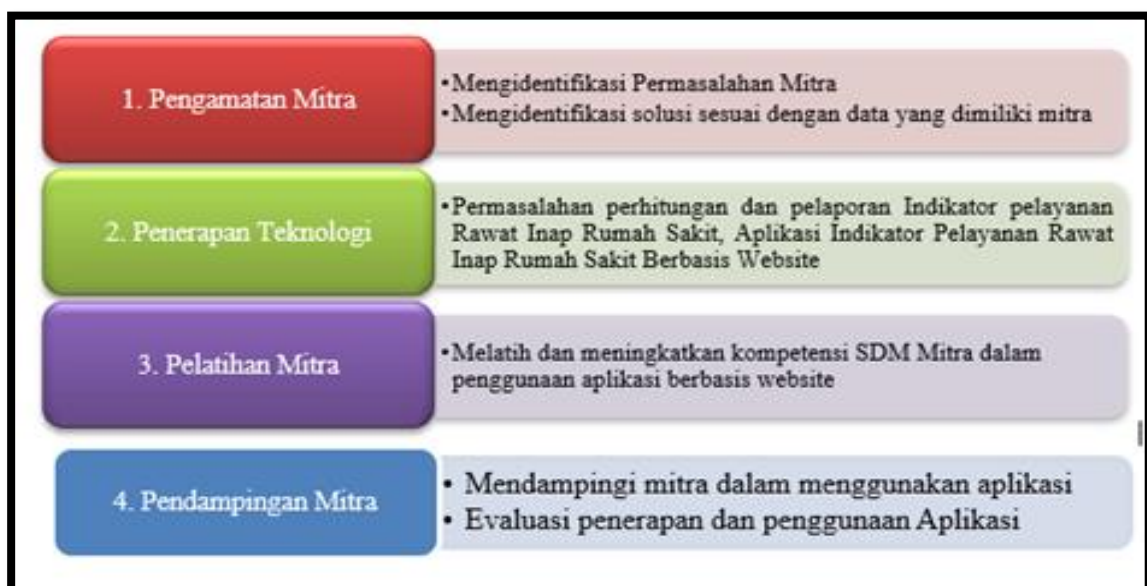 1. Pengamatan Mitra
•Mengidentifikasi Permasalahan Mitra
•Mengidentifikasi solusi sesuai dengan data yang dimiliki mitra
2. Penerapan Teknologi
•Permasalahan perhitungan dan pelaporan Indikator pelayanan
Rawat Inap Rumah Sakit, Aplikasi Indikator Pelayanan Rawat
Inap Rumah Sakit Berbasis Website
3. Pelatihan Mitra
•Melatih dan meningkatkan kompetensi SDM Mitra dalam
penggunaan aplikasi berbasis website
4. Pendampingan Mitra
• Mendampingi mitra dalam menggunakan aplikasi
• Evaluasi penerapan dan penggunaan Aplikasi